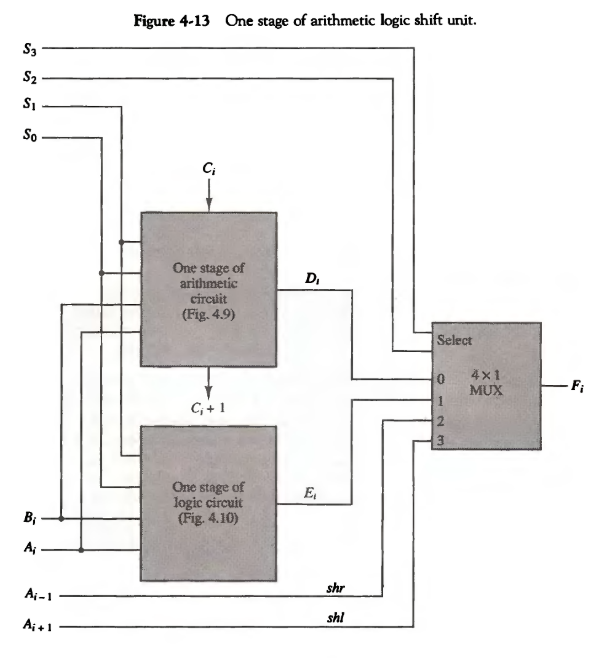 Figure 4-13 One stage of arithmetic logic shift unit.
S3
S2
S1
S0
Ci
One stage of
arithmetic
circuit
(Fig. 4.9)
Di
Select
0
1
2
3
4 × 1
MUX
Fi
Ci + 1
One stage of
logic circuit
(Fig. 4.10)
Ei
Bi
Ai
Ai - 1
shr
Ai + 1
shl